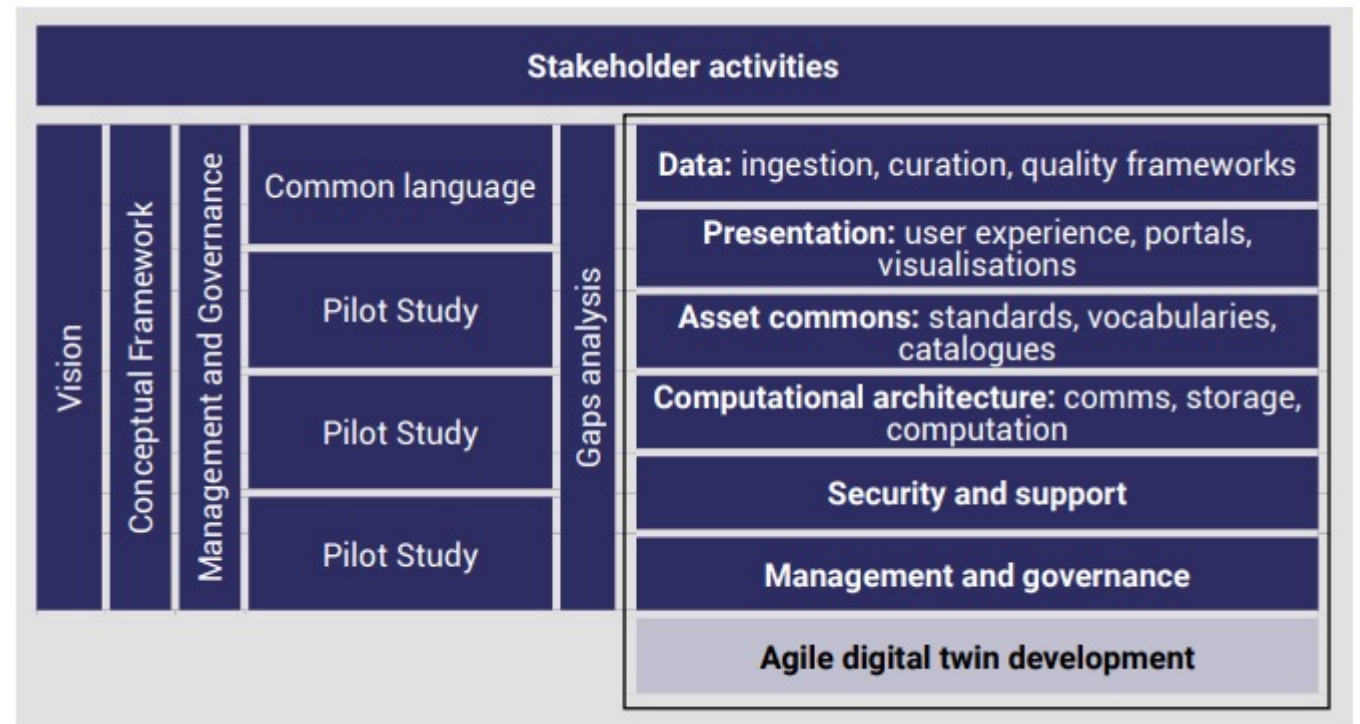 Stakeholder activities
Vision
Conceptual Framework
Management and Governance
Common language
Pilot Study
Pilot Study
Pilot Study
Gaps analysis
Data: ingestion, curation, quality frameworks
Presentation: user experience, portals,
visualisations
Asset commons: standards, vocabularies,
catalogues
Computational architecture: comms, storage,
computation
Security and support
Management and governance
Agile digital twin development